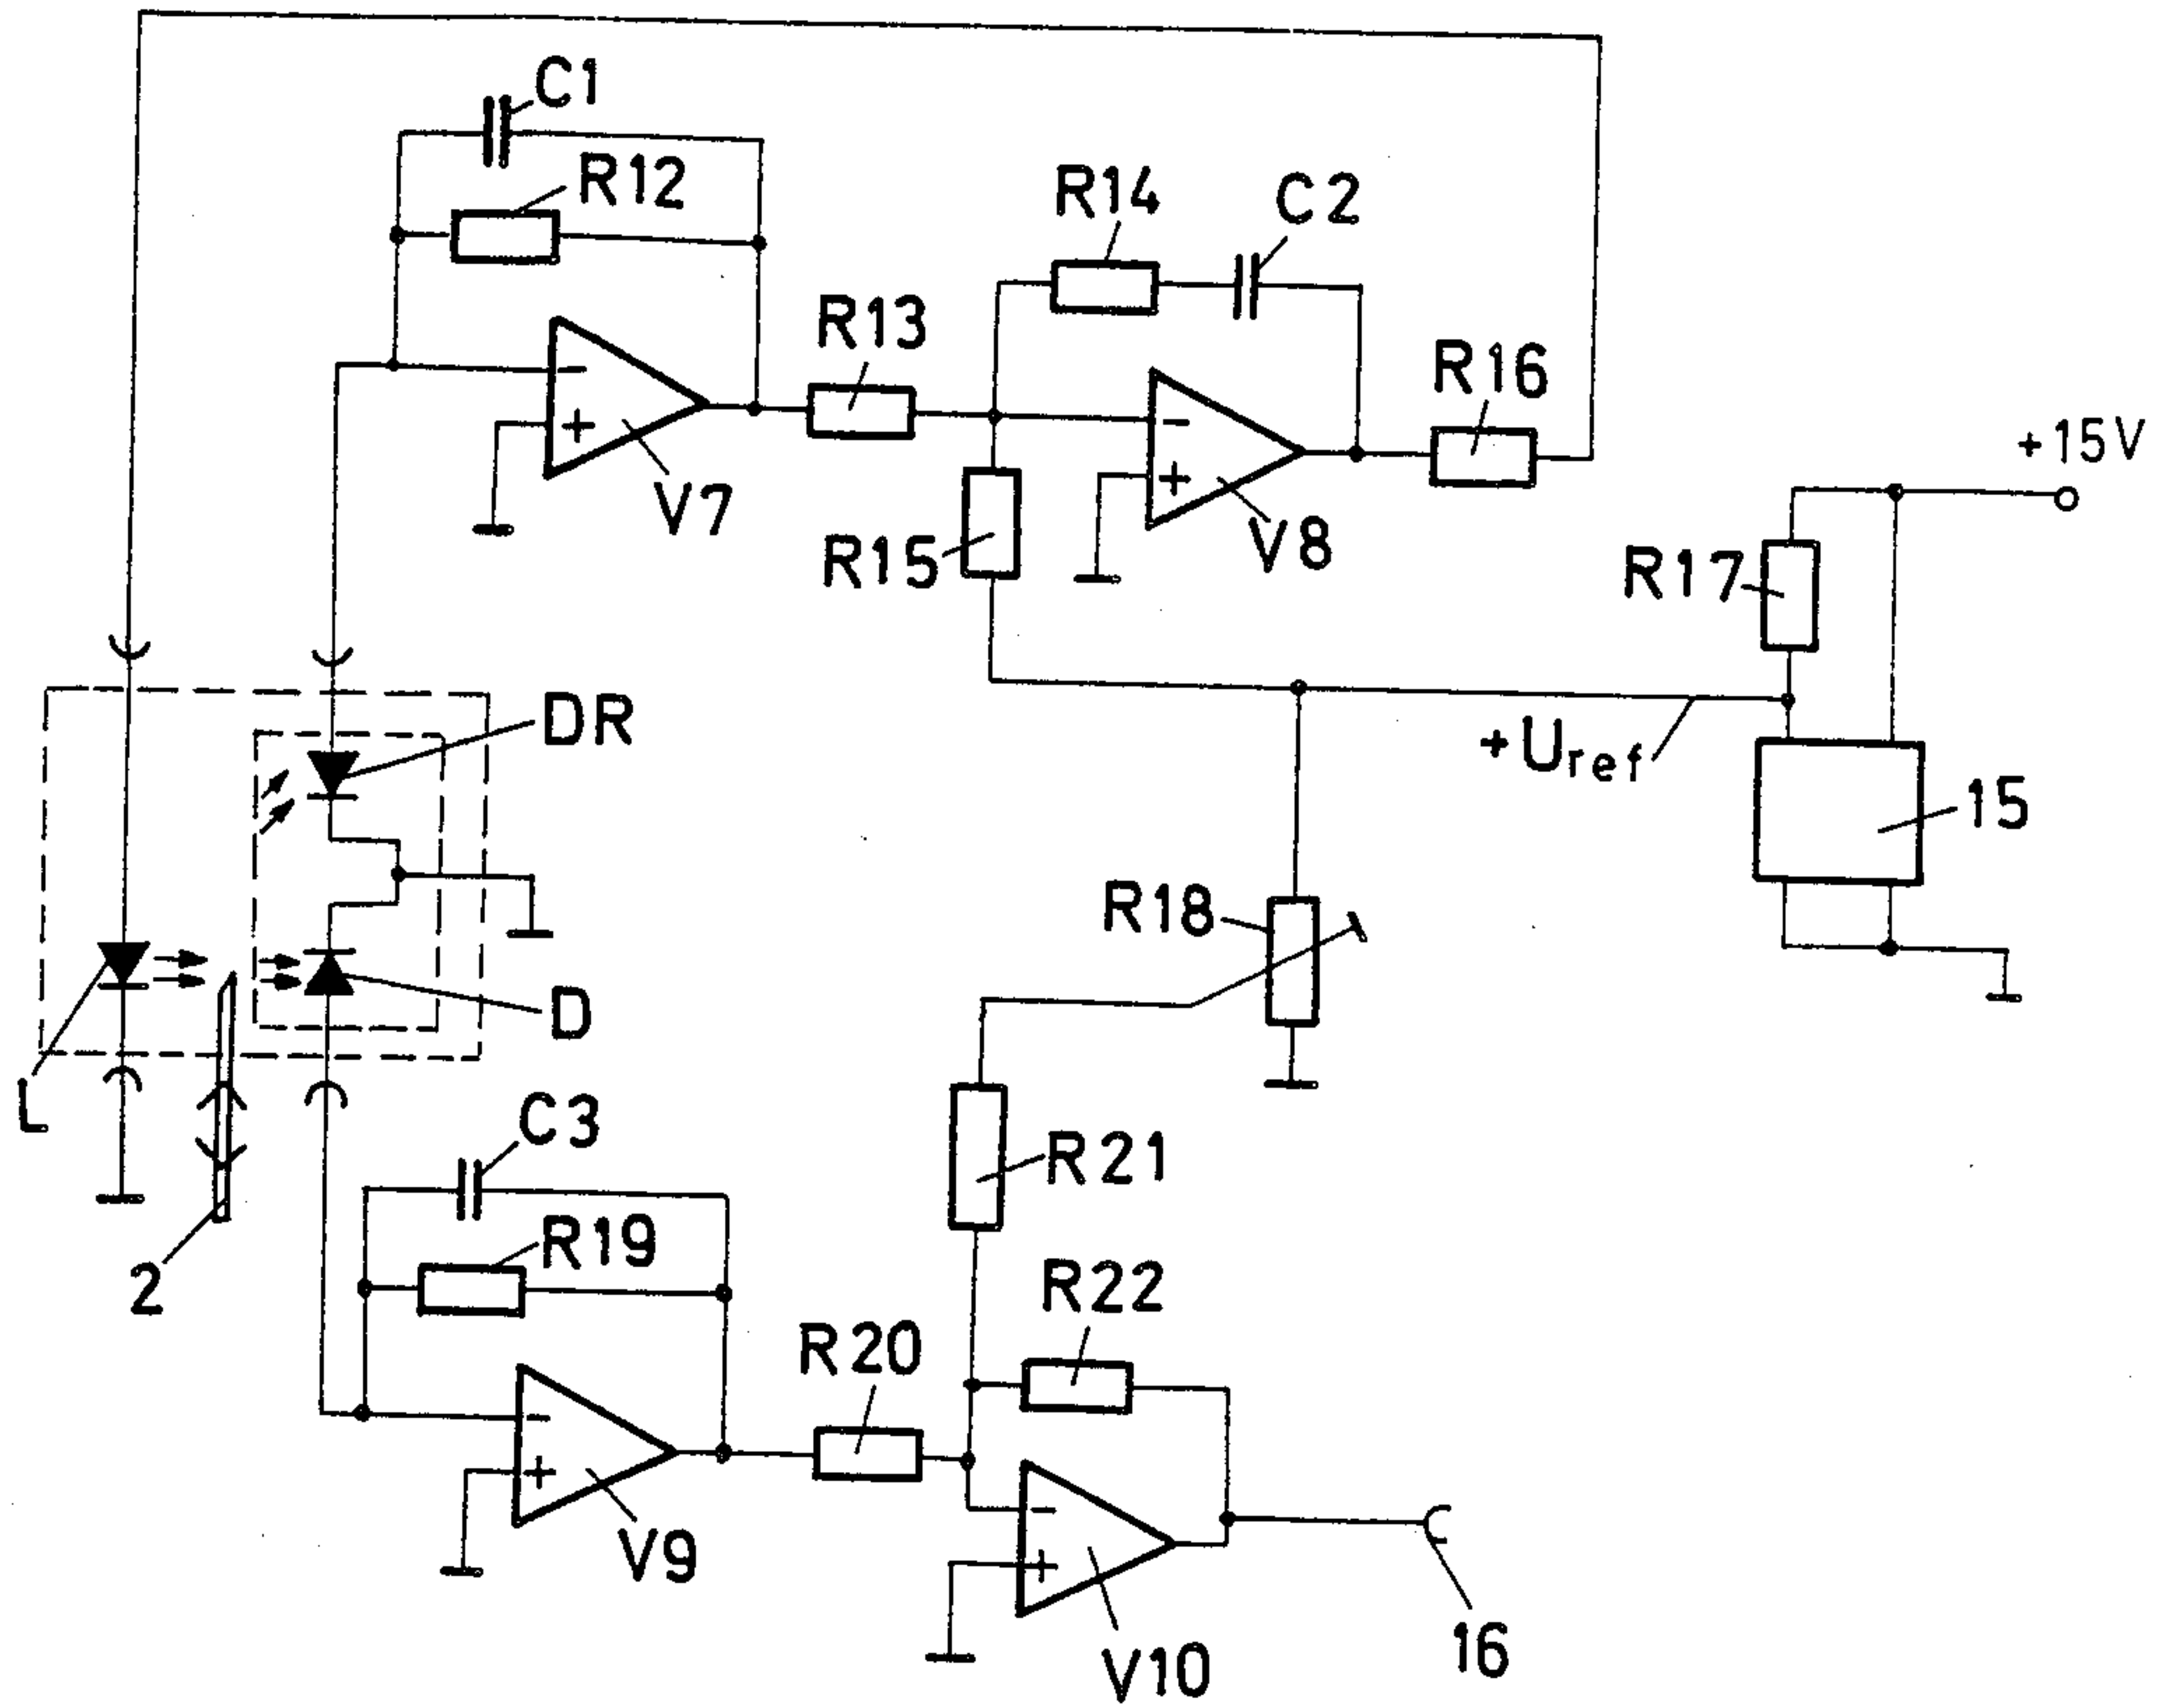 C1
R12
R14
C2
R13
R16
+15V
V7
R15
V8
R17
DR
+Uref
15
R18
D
L
C3
R21
2
R19
R22
R20
V9
V10
16